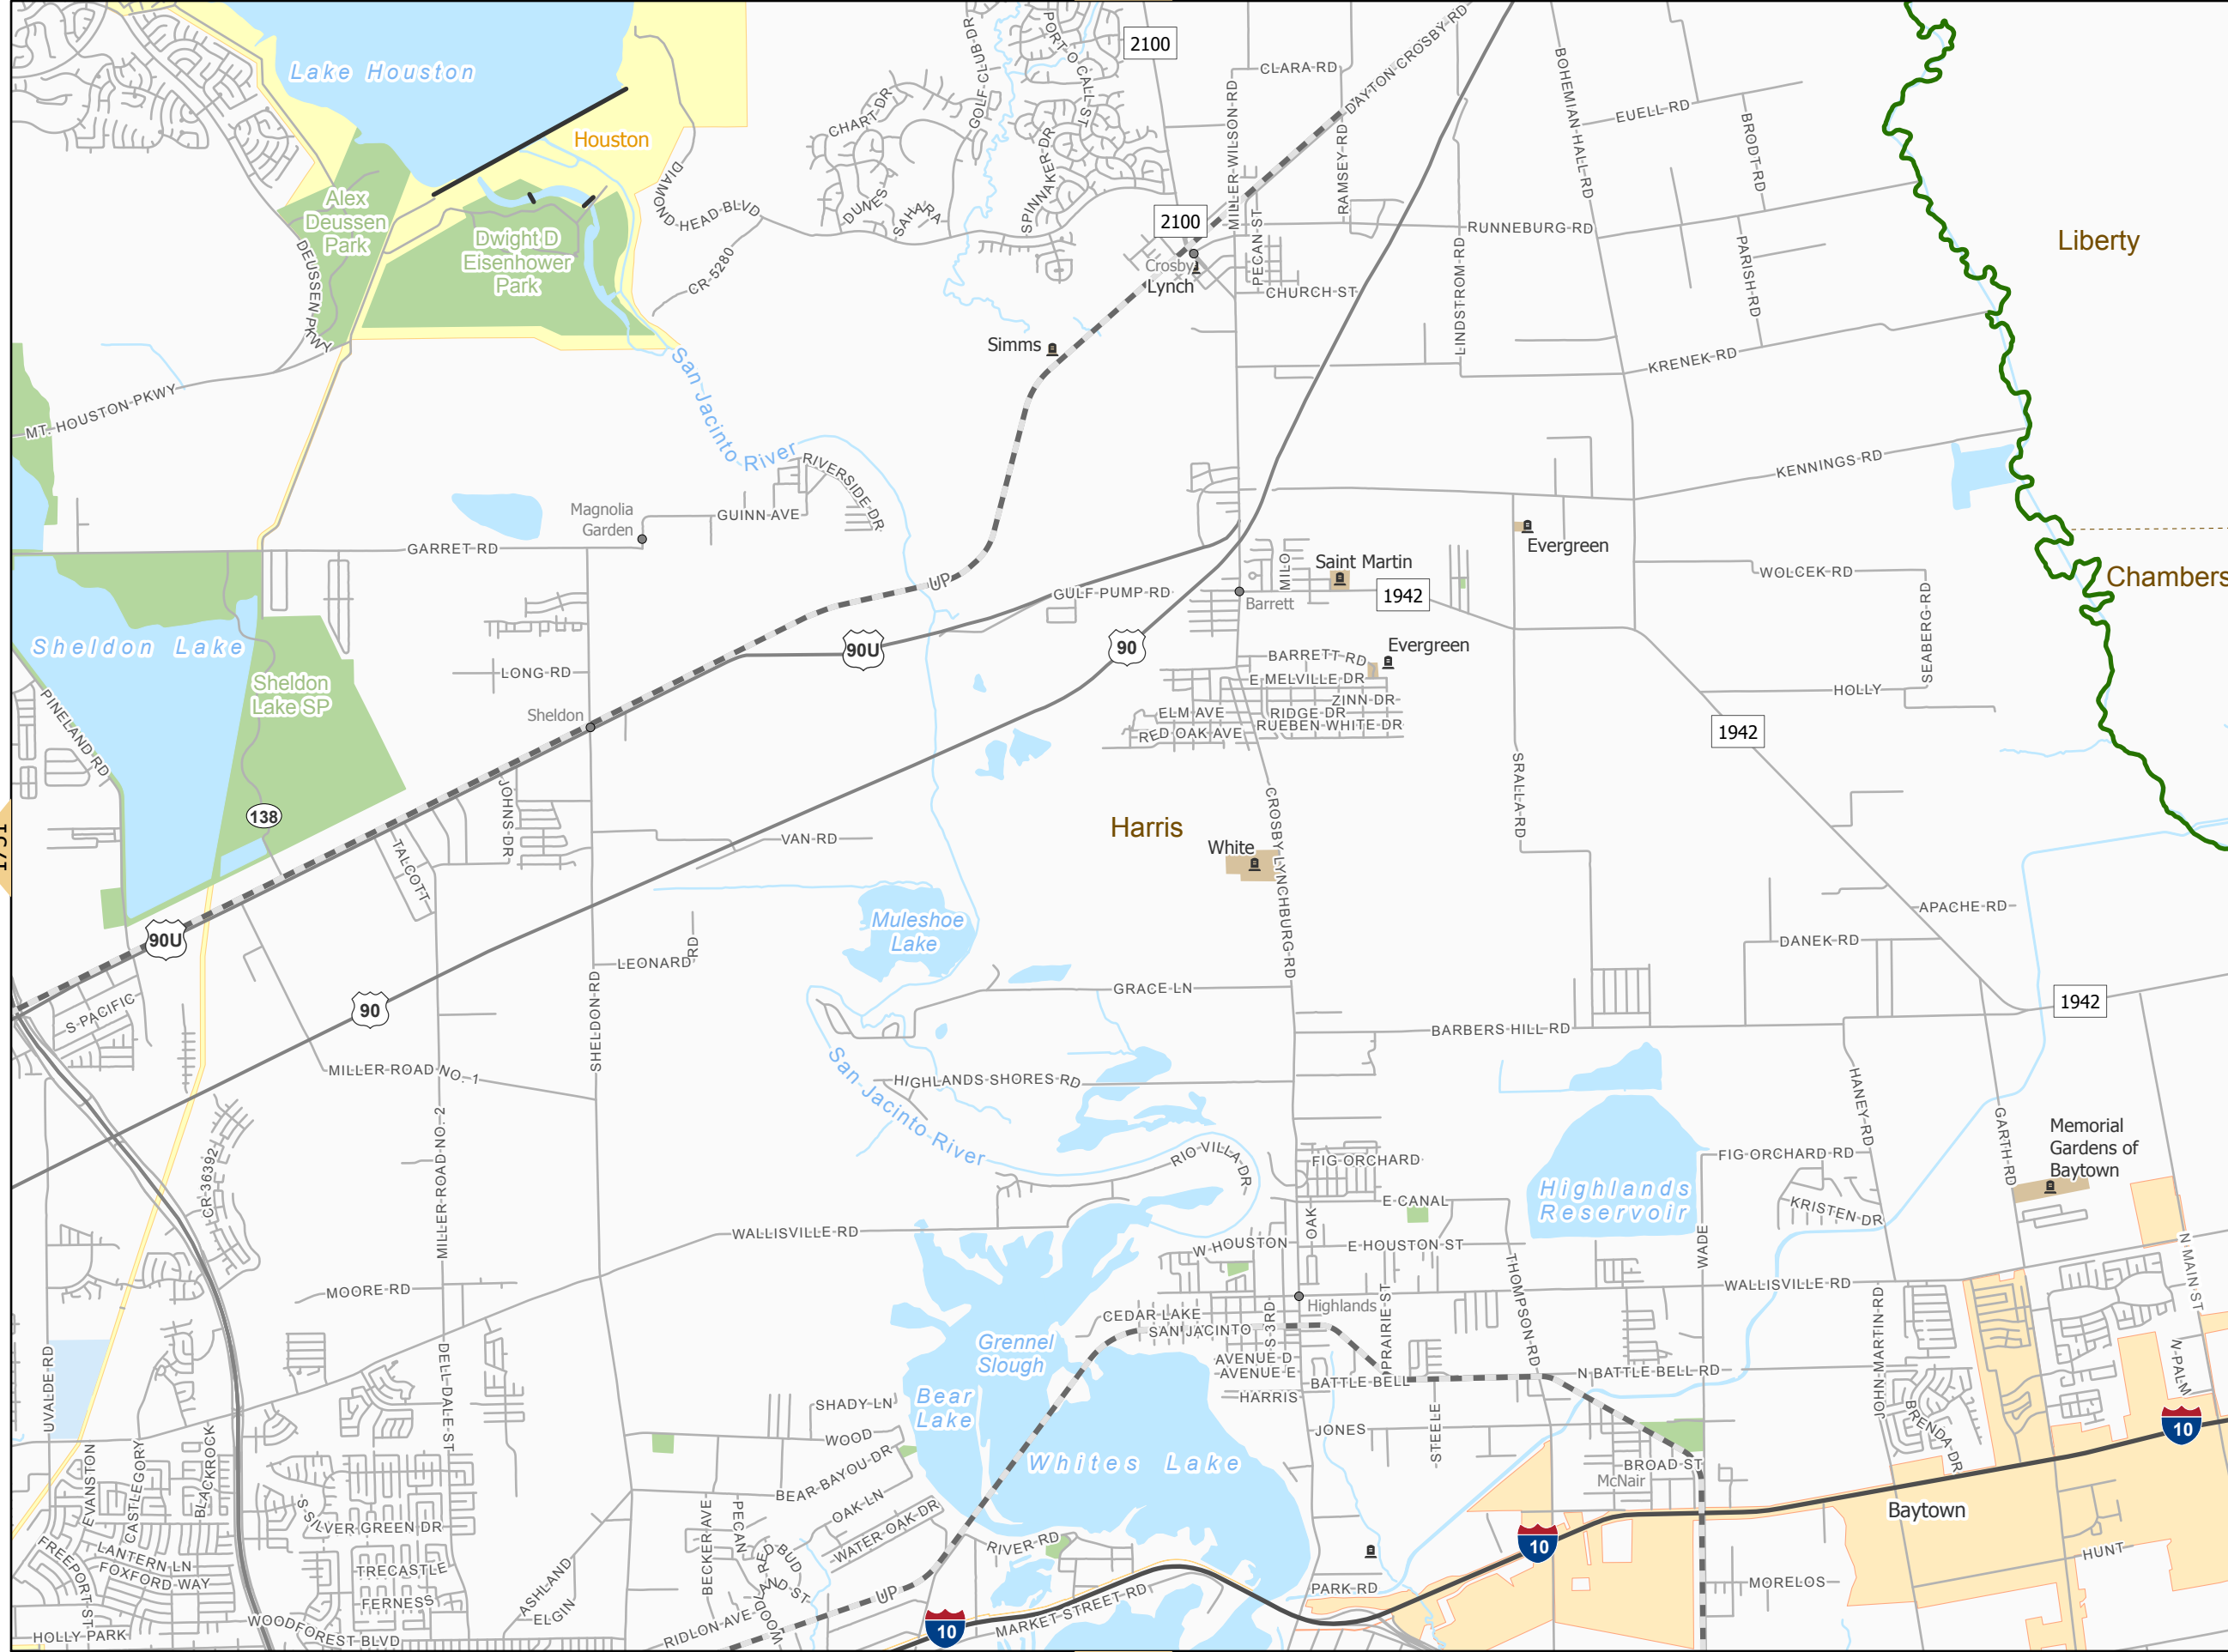 Lake Houston
GOLF-CLUB-DR
PORT O CALL ST
2100
CLARA RD
DAYTON CROSBY RD
BOHEMIAN-HALL-RD
EUELL RD
BRODT-RD
Houston
CHART-DR
MILLER-WILSON-RD
RAMSEY-RD
Alex
Deussen
Park
DIAMOND-HEAD-BLVD
DUNES
SAHARA
SPINNAKER-DR
2100
PECAN-ST
RUNNEBURG-RD
Dwight D
Eisenhower
Park
Liberty
DEUSSEN PKWY
CR-5280
Crosby
Lynch
CHURCH-ST
LINDSTROM-RD
PARISH-RD
Simms
KRENEK-RD
MT. HOUSTON-PKWY
San-Jacinto-River
RIVERSIDE-DR
KENNINGS-RD
Magnolia
Garden
GUINN AVE
Evergreen
GARRET RD
UP
Saint Martin
MILO
WOLCEK RD
Chambers
GULF-PUMP-RD
1942
Barrett
SEABERG-RD
Sheldon Lake
90U
90
Evergreen
BARRETT RD
LONG-RD
E MELVILLE DR
Sheldon
Lake SP
ZINN DR
HOLLY
PINELAND RD
Sheldon
ELM AVE
RIDGE-DR
RUEBEN-WHITE-DR
RED OAK AVE
1942
SRALLA-RD
JOHNS-DR
138
1751
Harris
CROSBY LYNCHBURG-RD
VAN-RD
White
TALCOTT
APACHE-RD
Muleshoe
Lake
90U
DANEK-RD
LEONARD RD
GRACE LN
S-PACIFIC
90
1942
SHELDON-RD
BARBERS-HILL-RD
MILLER-ROAD-NO. 1
San-Jacinto-River
HIGHLANDS-SHORES-RD
HANEY-RD
GARTH-RD
Memorial
Gardens of
Baytown
MILLER-ROAD-NO.-2
CR-36392
RIO-VILLA-DR
FIG-ORCHARD
FIG-ORCHARD RD
Highlands
Reservoir
E CANAL
OAK
KRISTEN DR
WALLISVILLE-RD
W-HOUSTON
E HOUSTON ST
WADE
N MAIN ST
MOORE-RD
THOMPSON-RD
WALLISVILLE-RD
Highlands
PRAIRIE-ST
CEDAR-LAKE
S-3RD
SAN-JACINTO
JOHN-MARTIN-RD
Grennel
Slough
AVENUE-D
AVENUE-E
N-PALM
UVALDE-RD
DELL-DALE-ST
N-BATTLE-BELL-RD
BATTLE-BELL
HARRIS
Bear
Lake
SHADY-LN
BRENDA-DR
10
JONES
STEELE
WOOD
Whites Lake
EVANSTON
CASTLEGORY
BLACKROCK
BEAR-BAYOU-DR
BROAD ST
McNair
OAK-LN
S-SILVER GREEN DR
BECKER AVE
PECAN
WATER-OAK-DR
Baytown
FREEPORT-ST
LANTERN LN
FOXFORD-WAY
RIVER-RD
10
HUNT
TRECASTLE
ASHLAND
REDBUD
WOODLAND ST
PARK-RD
MORELOS
FERNESS
ELGIN
UP
MARKET-STREET-RD
HOLLY PARK
WOODFOREST BLVD
RIDLON-AVE
WOOD
10